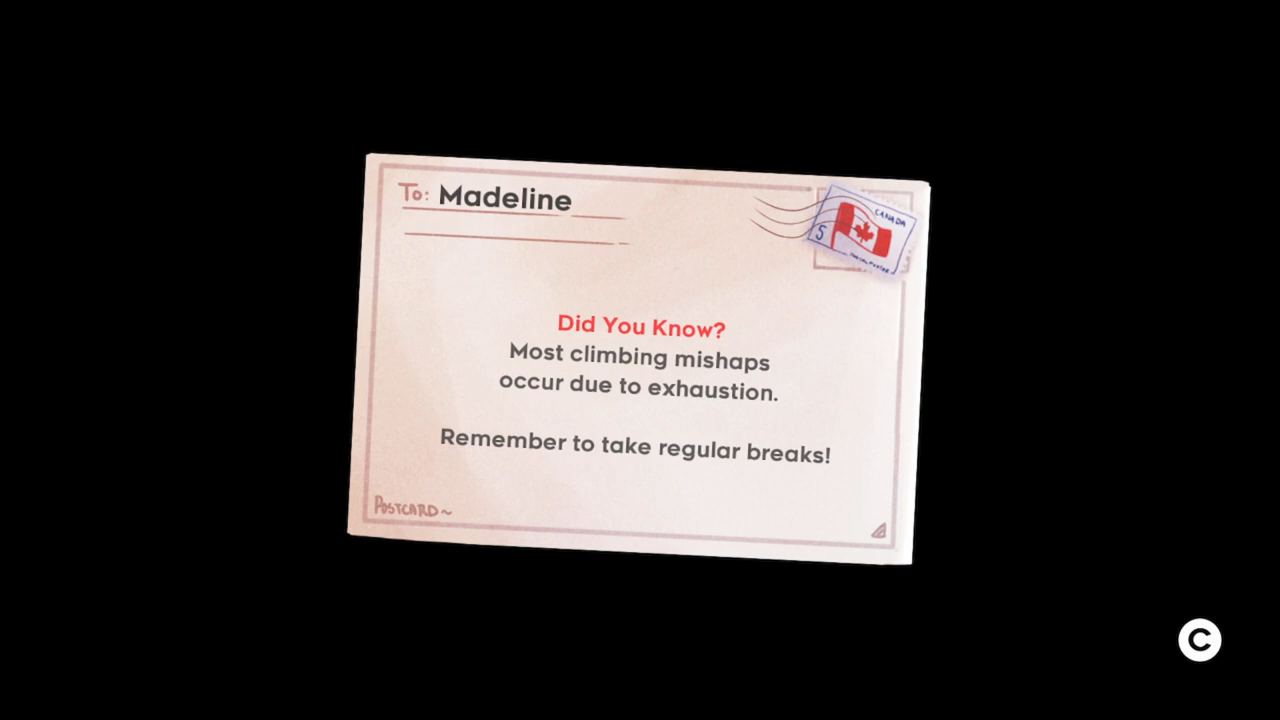 To: Madeline
CANADA
5
Did You Know?
Most climbing mishaps
occur due to exhaustion.
Remember to take regular breaks!
POSTCARD~
C